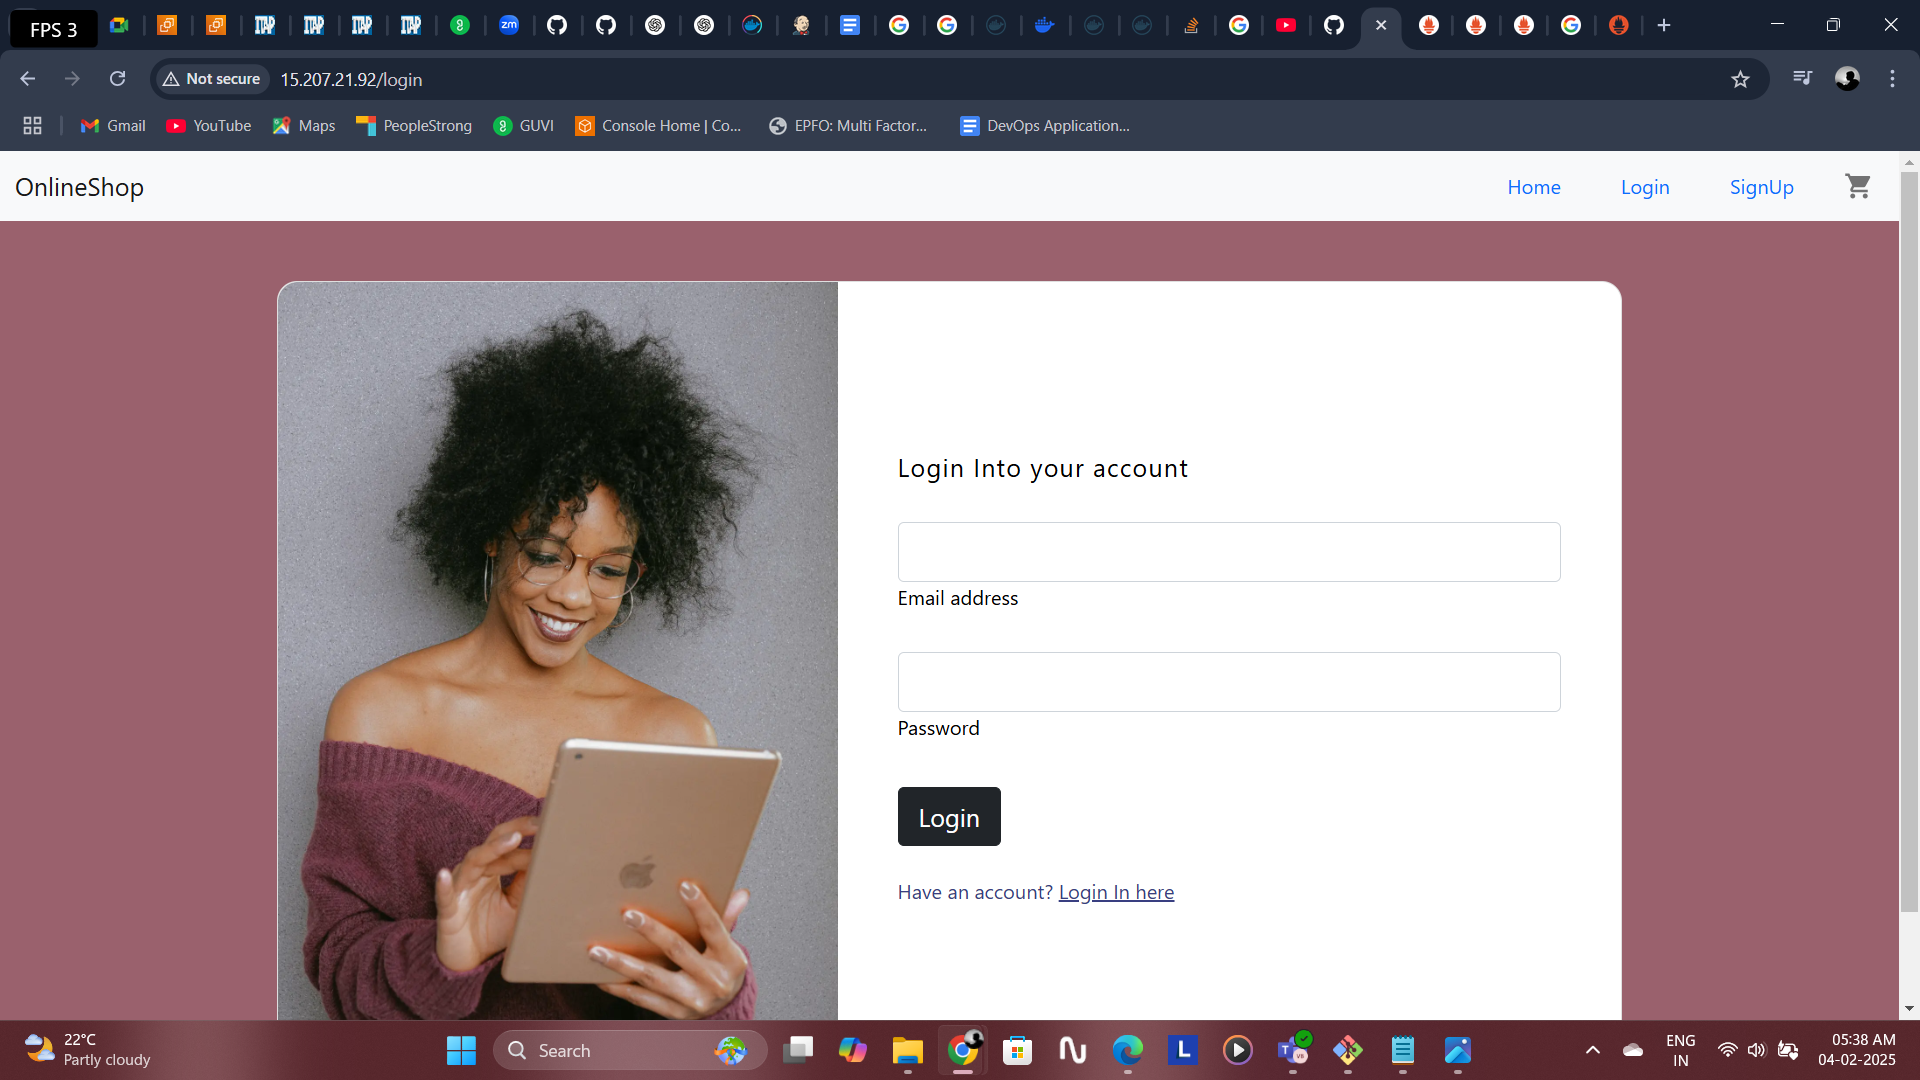 FPS 3
Not secure
15.207.21.92/login
Gmail
YouTube
Maps
PeopleStrong
GUVI
Console Home | Co...
EPFO: Multi Factor...
DevOps Application...
OnlineShop
Home
Login
SignUp
Login Into your account
Email address
Password
Login
Have an account? Login In here
22°C
Partly cloudy
Search
ENG
IN
05:38 AM
04-02-2025